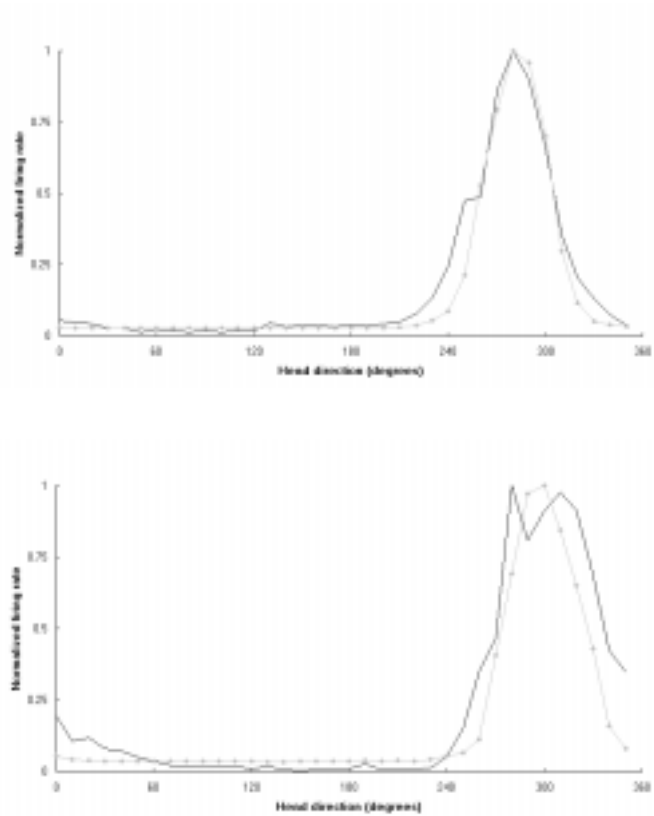 1
0.75
0.5
0.25
0
Normalized firing rate
0 60 120 180 240 300 360
Head direction (degrees)
1
0.75
0.5
0.25
0
Normalized firing rate
0 60 120 180 240 300 360
Head direction (degrees)